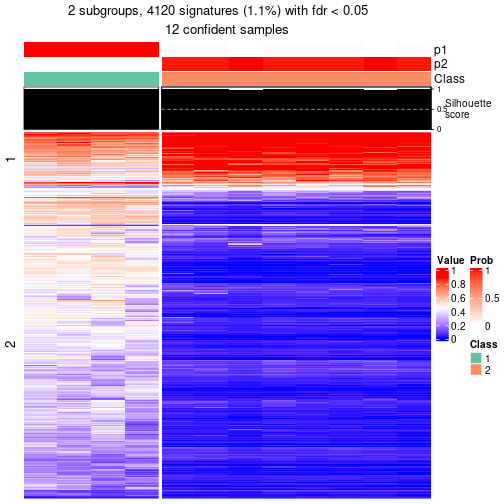 2 subgroups, 4120 signatures (1.1%) with fdr < 0.05
12 confident samples
p1
p2
Class
1
0.5
0
Silhouette
score
1
2
Value
1
0.8
0.6
0.4
0.2
0
Prob
1
0.5
0
Class
1
2